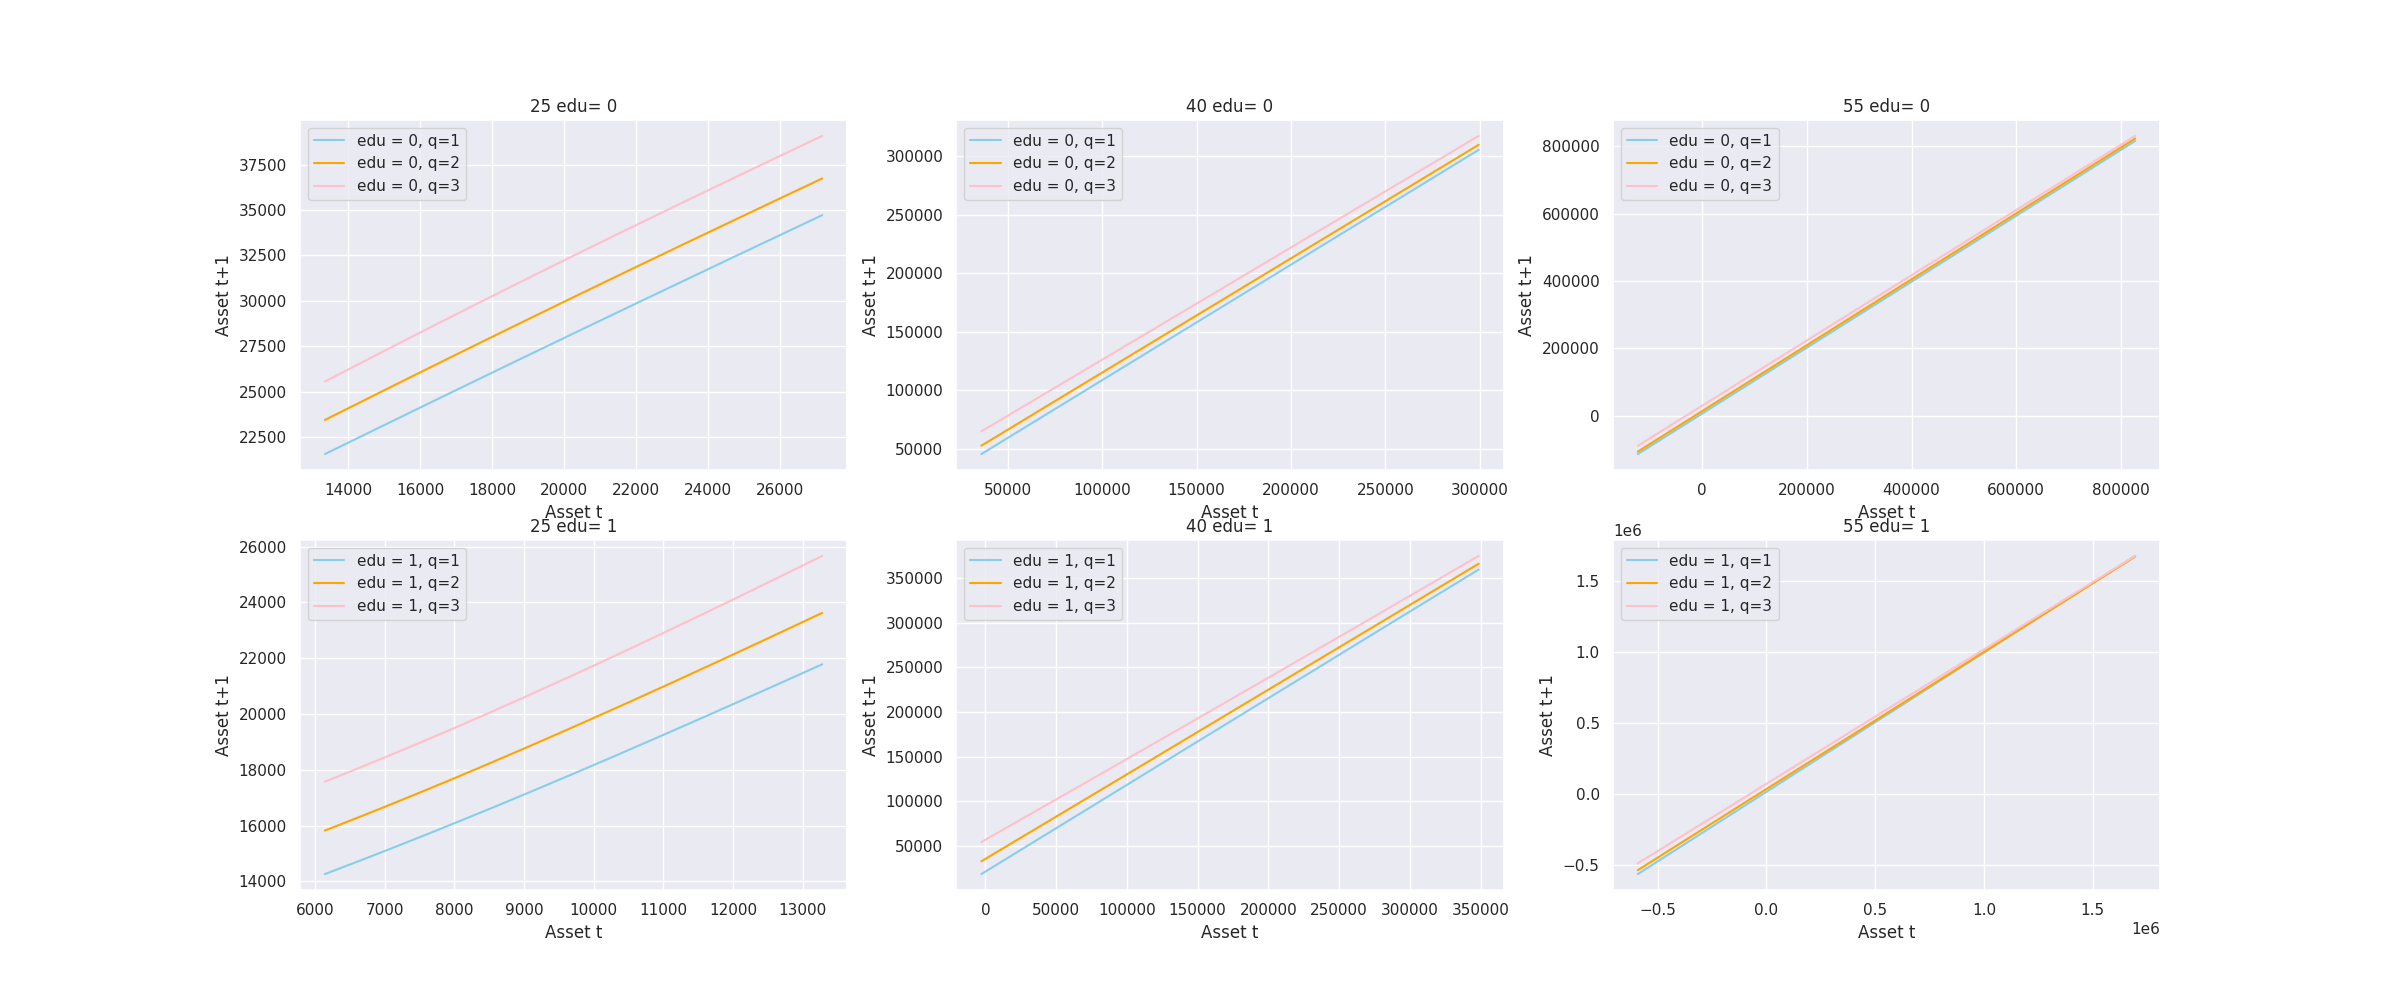 25 edu= 0
edu = 0, q=1
edu = 0, q=2
edu = 0, q=3
37500
35000
32500
30000
27500
25000
22500
Asset t+1
14000 16000 18000 20000 22000 24000 26000
Asset t
40 edu= 0
edu = 0, q=1
edu = 0, q=2
edu = 0, q=3
300000
250000
200000
150000
100000
50000
Asset t+1
50000 100000 150000 200000 250000 300000
Asset t
55 edu= 0
edu = 0, q=1
edu = 0, q=2
edu = 0, q=3
800000
600000
400000
200000
0
Asset t+1
0 200000 400000 600000 800000
Asset t
25 edu= 1
edu = 1, q=1
edu = 1, q=2
edu = 1, q=3
26000
24000
22000
20000
18000
16000
14000
Asset t+1
6000 7000 8000 9000 10000 11000 12000 13000
Asset t
40 edu= 1
edu = 1, q=1
edu = 1, q=2
edu = 1, q=3
350000
300000
250000
200000
150000
100000
50000
Asset t+1
0 50000 100000 150000 200000 250000 300000 350000
Asset t
55 edu= 1
1e6
edu = 1, q=1
edu = 1, q=2
edu = 1, q=3
1.5
1.0
0.5
0.0
−0.5
Asset t+1
−0.5 0.0 0.5 1.0 1.5
1e6
Asset t